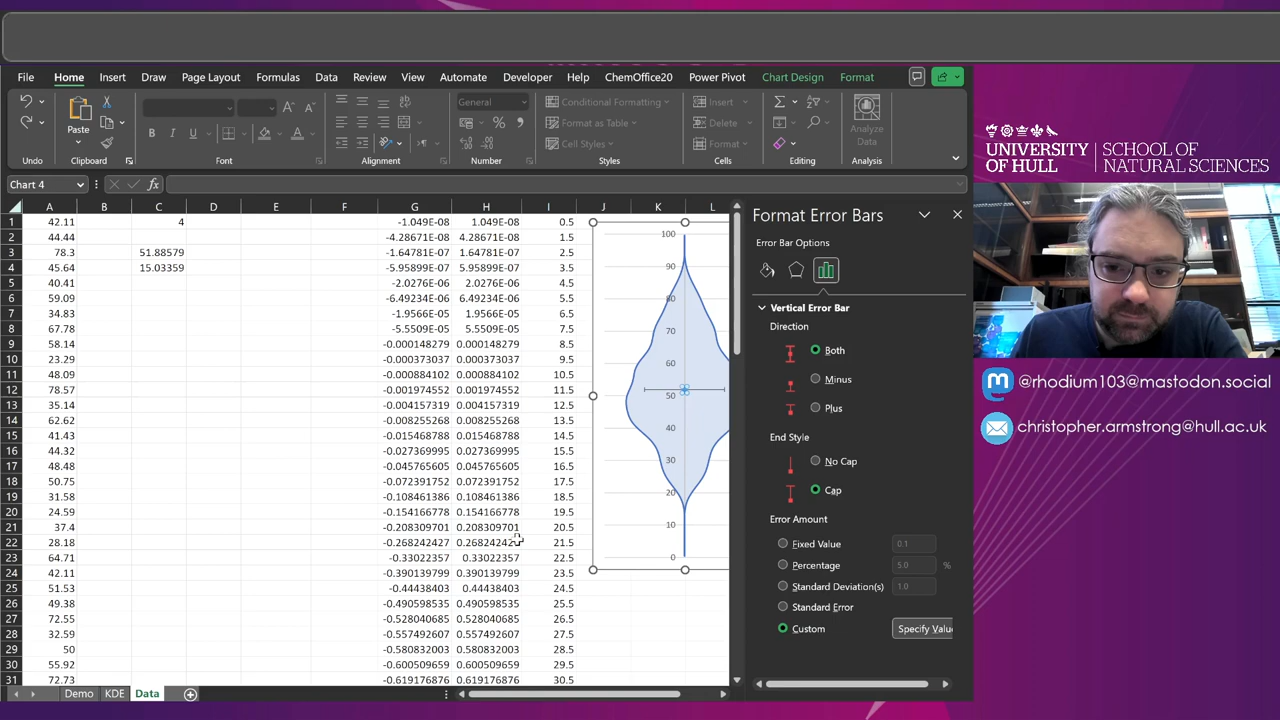 File Home Insert Draw Page Layout Formulas Data Review View Automate Developer Help ChemOffice20 Power Pivot Chart Design Format
General
Conditional Formatting
Insert
Paste
Format as Table
Delete
Analyze
Data
Cell Styles
Format
Undo Clipboard Font Alignment Number Styles Cells Editing Analysis
Chart 4
fx
A B C D E F G H I J K L
1 42.11 4 -1.049E-08 1.049E-08 0.5
2 44.44 -4.28671E-08 4.28671E-08 1.5
3 78.3 51.88579 -1.64781E-07 1.64781E-07 2.5
4 45.64 15.03359 -5.95899E-07 5.95899E-07 3.5
5 40.41 -2.0276E-06 2.0276E-06 4.5
6 59.09 -6.49234E-06 6.49234E-06 5.5
7 34.83 -1.9566E-05 1.9566E-05 6.5
8 67.78 -5.5509E-05 5.5509E-05 7.5
9 58.14 -0.000148279 0.000148279 8.5
10 23.29 -0.000373037 0.000373037 9.5
11 48.09 -0.000884102 0.000884102 10.5
12 78.57 -0.001974552 0.001974552 11.5
13 35.14 -0.004157319 0.004157319 12.5
14 62.62 -0.008255268 0.008255268 13.5
15 41.43 -0.015468788 0.015468788 14.5
16 44.32 -0.027369995 0.027369995 15.5
17 48.48 -0.045765605 0.045765605 16.5
18 50.75 -0.072391752 0.072391752 17.5
19 31.58 -0.108461386 0.108461386 18.5
20 24.59 -0.154166778 0.154166778 19.5
21 37.4 -0.208309701 0.208309701 20.5
22 28.18 -0.268242427 0.268242427 21.5
23 64.71 -0.33022357 0.33022357 22.5
24 42.11 -0.390139799 0.390139799 23.5
25 51.53 -0.44438403 0.44438403 24.5
26 49.38 -0.490598535 0.490598535 25.5
27 72.55 -0.528040685 0.528040685 26.5
28 32.59 -0.557492607 0.557492607 27.5
29 50 -0.580832003 0.580832003 28.5
30 55.92 -0.600509659 0.600509659 29.5
31 72.73 -0.619176876 0.619176876 30.5
100
90
80
70
60
50
40
30
20
10
0
Demo KDE Data
Format Error Bars
Error Bar Options
Vertical Error Bar
Direction
Both
Minus
Plus
End Style
No Cap
Cap
Error Amount
Fixed Value 0.1
Percentage 5.0 %
Standard Deviation(s) 1.0
Standard Error
Custom Specify Valu
UNIVERSITY OF HULL
SCHOOL OF NATURAL SCIENCES
@rhodium103@mastodon.social
christopher.armstrong@hull.ac.uk